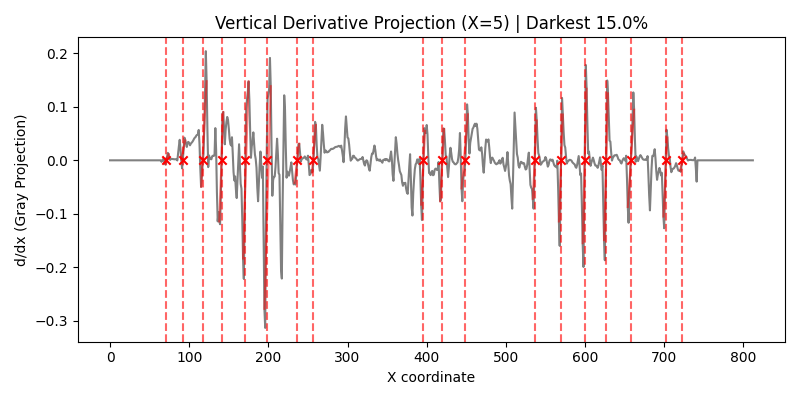 Vertical Derivative Projection (X=5) | Darkest 15.0%
d/dx (Gray Projection)
0.2
0.1
0.0
−0.1
−0.2
−0.3
0 100 200 300 400 500 600 700 800
X coordinate